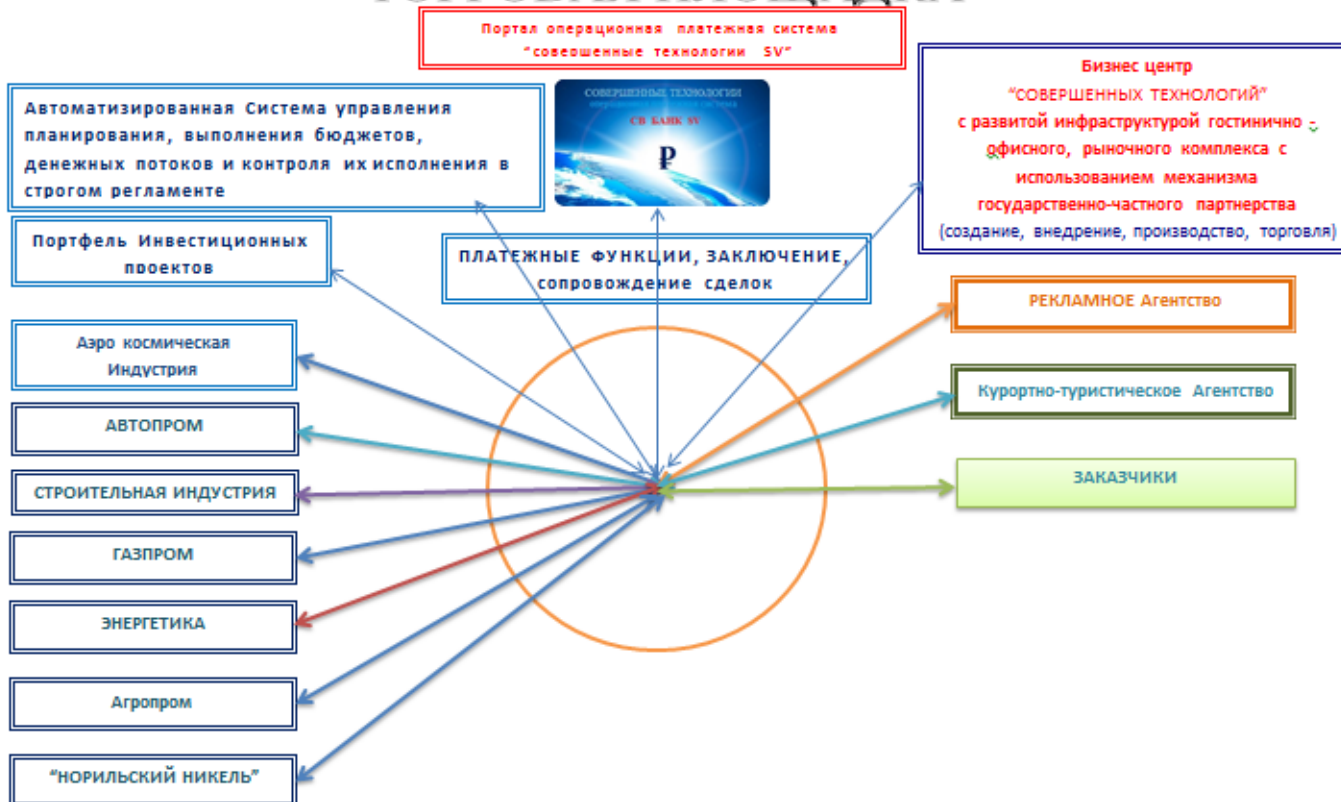 Портал операционная платежная система
"совершенные технологии SV"
Бизнес центр
"СОВЕРШЕННЫХ ТЕХНОЛОГИЙ"
с развитой инфраструктурой гостинично -
офисного, рыночного комплекса с
использованием механизма
государственно-частного партнерства
(создание, внедрение, производство, торговля)
Автоматизированная Система управления
планирования, выполнения бюджетов,
денежных потоков и контроля их исполнения в
строгом регламенте
СОВЕРШЕННЫЕ ТЕХНОЛОГИИ
СВ БАНК SV
₽
Портфель Инвестиционных
проектов
ПЛАТЕЖНЫЕ ФУНКЦИИ, ЗАКЛЮЧЕНИЕ,
сопровождение сделок
РЕКЛАМНОЕ Агентство
Аэро космическая
Индустрия
Курортно-туристическое Агентство
АВТОПРОМ
ЗАКАЗЧИКИ
СТРОИТЕЛЬНАЯ ИНДУСТРИЯ
ГАЗПРОМ
ЭНЕРГЕТИКА
Агропром
"НОРИЛЬСКИЙ НИКЕЛЬ"